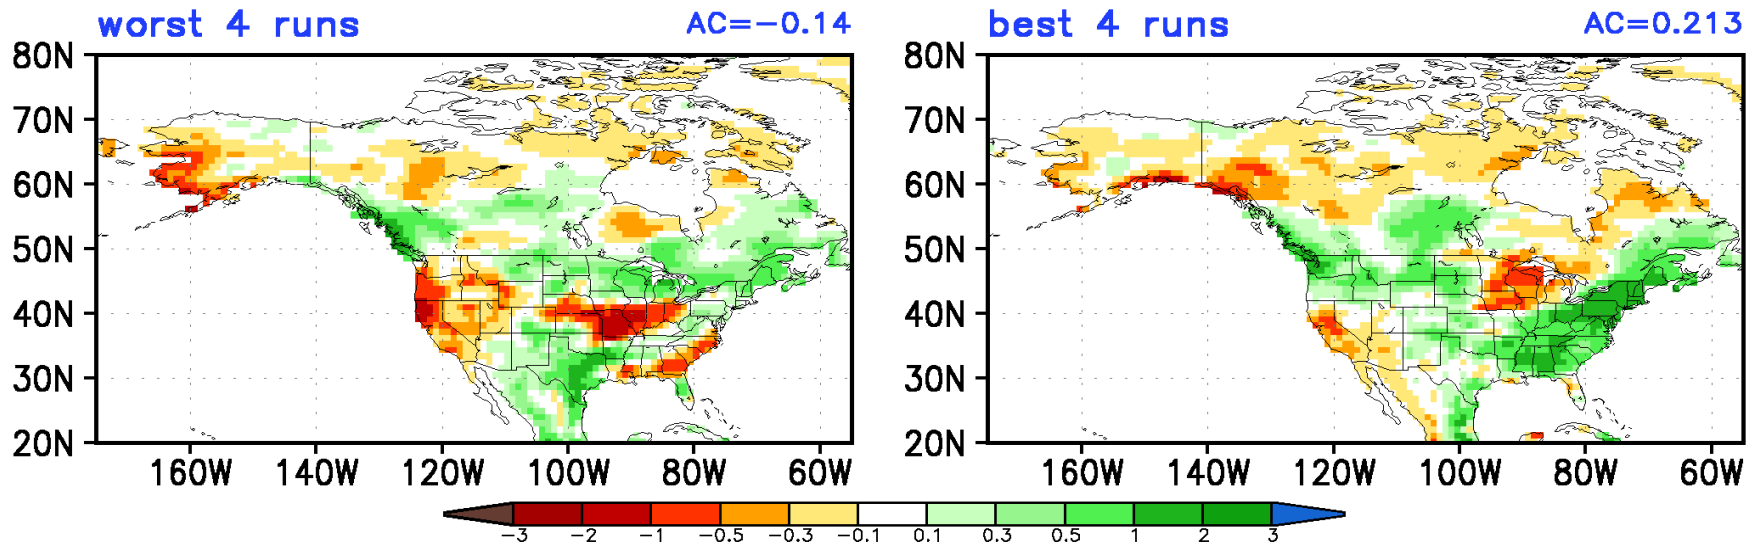 worst 4 runs AC=−0.14
best 4 runs AC=0.213
80N
70N
60N
50N
40N
30N
20N
160W 140W 120W 100W 80W 60W
80N
70N
60N
50N
40N
30N
20N
160W 140W 120W 100W 80W 60W
−3 −2 −1 −0.5 −0.3 −0.1 0.1 0.3 0.5 1 2 3